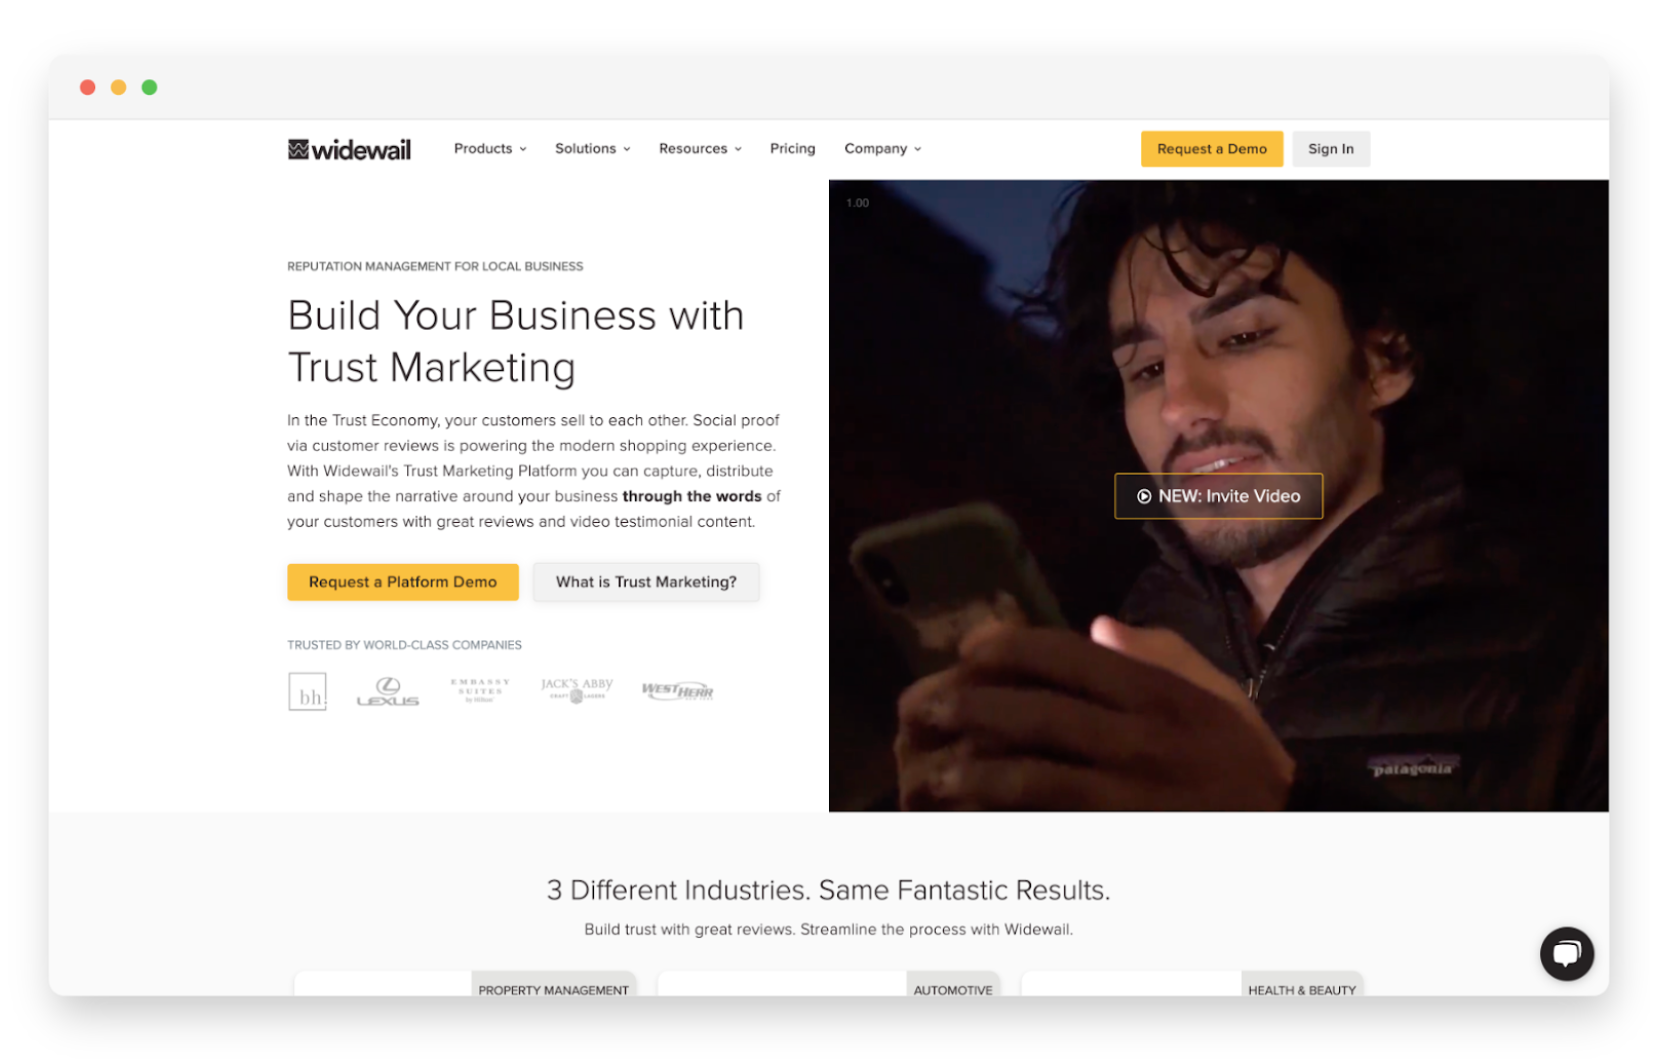 widewail
Products
Solutions
Resources
Pricing
Company
Request a Demo
Sign In
1.00
REPUTATION MANAGEMENT FOR LOCAL BUSINESS
Build Your Business with
Trust Marketing
In the Trust Economy, your customers sell to each other. Social proof
via customer reviews is powering the modern shopping experience.
With Widewail's Trust Marketing Platform you can capture, distribute
and shape the narrative around your business through the words of
your customers with great reviews and video testimonial content.
Request a Platform Demo
What is Trust Marketing?
NEW: Invite Video
TRUSTED BY WORLD-CLASS COMPANIES
bh.
LEXUS
EMBASSY
SUITES
by Hilton
JACK'S ABBY
CRAFT LAGERS
WEST HERR
patagonia
3 Different Industries. Same Fantastic Results.
Build trust with great reviews. Streamline the process with Widewail.
PROPERTY MANAGEMENT
AUTOMOTIVE
HEALTH & BEAUTY